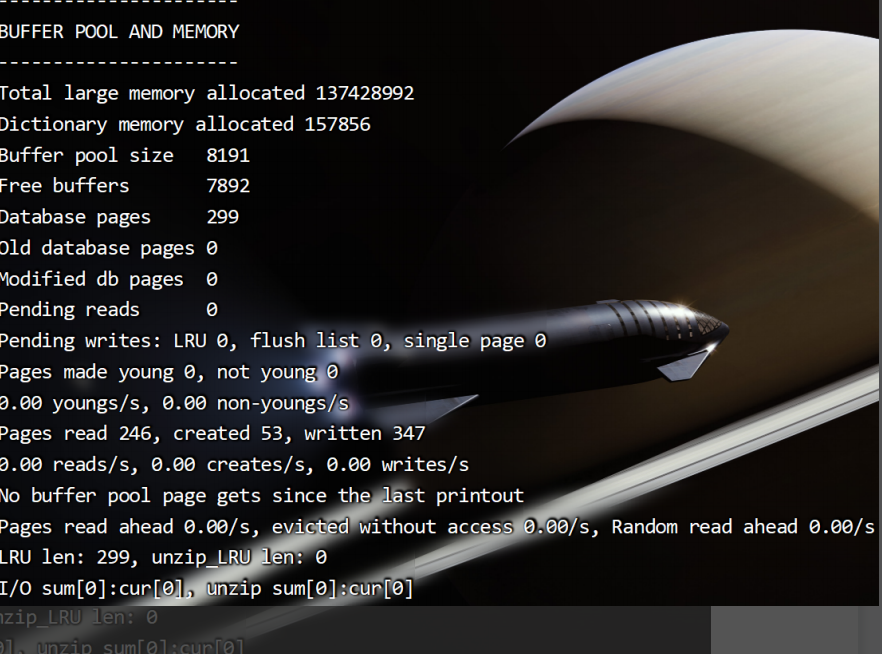 ----------------------
BUFFER POOL AND MEMORY
----------------------
Total large memory allocated 137428992
Dictionary memory allocated 157856
Buffer pool size   8191
Free buffers       7892
Database pages     299
Old database pages 0
Modified db pages  0
Pending reads      0
Pending writes: LRU 0, flush list 0, single page 0
Pages made young 0, not young 0
0.00 youngs/s, 0.00 non-youngs/s
Pages read 246, created 53, written 347
0.00 reads/s, 0.00 creates/s, 0.00 writes/s
No buffer pool page gets since the last printout
Pages read ahead 0.00/s, evicted without access 0.00/s, Random read ahead 0.00/s
LRU len: 299, unzip_LRU len: 0
I/O sum[0]:cur[0], unzip sum[0]:cur[0]
nzip_LRU len: 0
0], unzip sum[0]:cur[0]